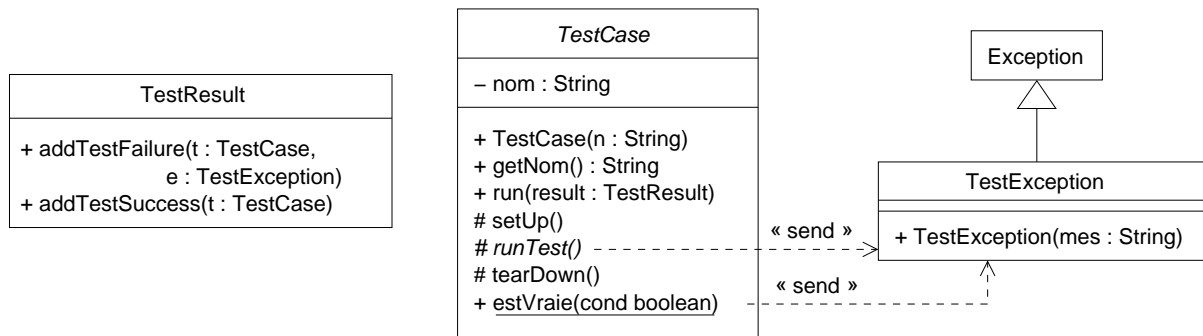 TestResult
+ addTestFailure(t : TestCase,
e : TestException)
+ addTestSuccess(t : TestCase)
TestCase
– nom : String
+ TestCase(n : String)
+ getNom() : String
+ run(result : TestResult)
# setUp()
# runTest()
# tearDown()
+ estVraie(cond boolean)
« send »
« send »
Exception
TestException
+ TestException(mes : String)